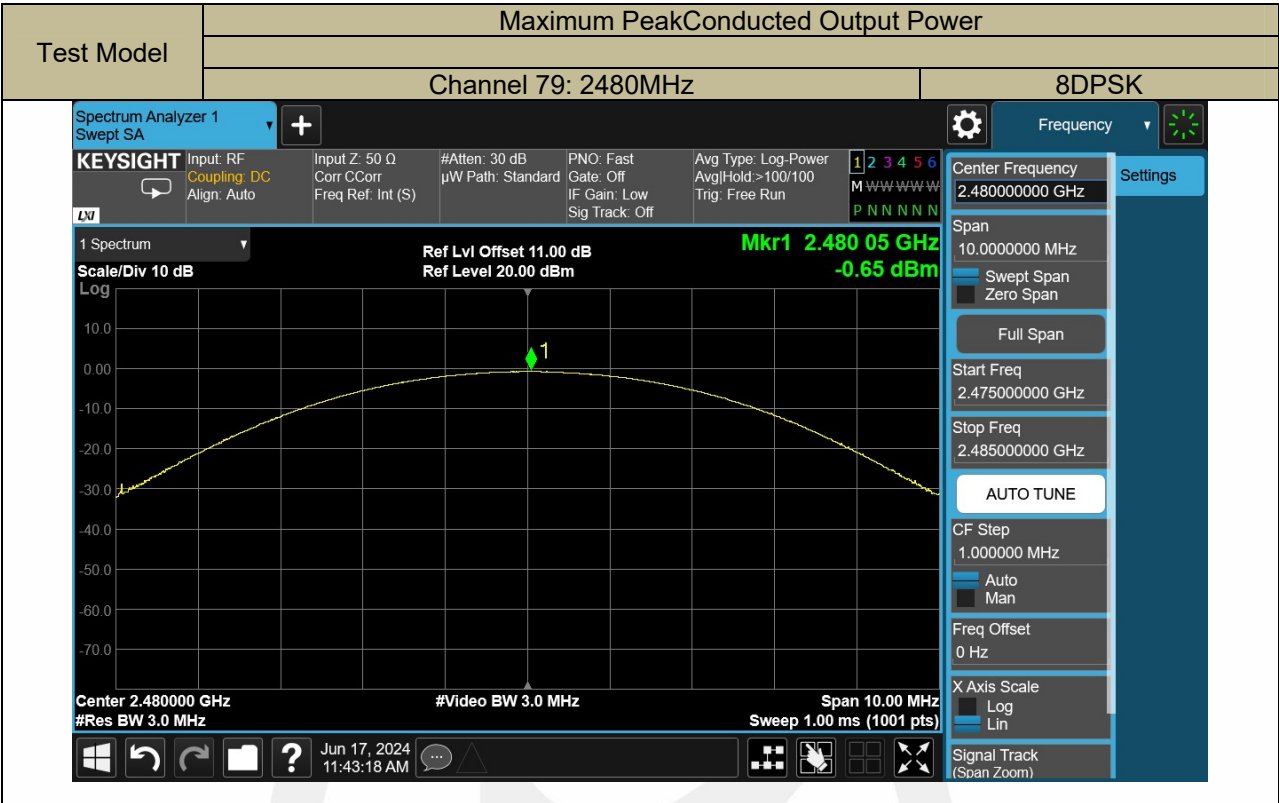 Test Model
Maximum PeakConducted Output Power
Channel 79: 2480MHz
8DPSK
Spectrum Analyzer 1
Swept SA
+
Frequency
KEYSIGHT
LXI
Input: RF
Coupling: DC
Align: Auto
Input Z: 50 Ω
Corr CCorr
Freq Ref: Int (S)
#Atten: 30 dB
µW Path: Standard
PNO: Fast
Gate: Off
IF Gain: Low
Sig Track: Off
Avg Type: Log-Power
Avg|Hold:>100/100
Trig: Free Run
1 2 3 4 5 6
M W W W W W
P N N N N N
1 Spectrum
Scale/Div 10 dB
Log
Ref Lvl Offset 11.00 dB
Ref Level 20.00 dBm
Mkr1 2.480 05 GHz
-0.65 dBm
1
10.0
0.00
-10.0
-20.0
-30.0
-40.0
-50.0
-60.0
-70.0
Center 2.480000 GHz
#Res BW 3.0 MHz
#Video BW 3.0 MHz
Span 10.00 MHz
Sweep 1.00 ms (1001 pts)
?
Jun 17, 2024
11:43:18 AM
Center Frequency
2.480000000 GHz
Settings
Span
10.0000000 MHz
Swept Span
Zero Span
Full Span
Start Freq
2.475000000 GHz
Stop Freq
2.485000000 GHz
AUTO TUNE
CF Step
1.000000 MHz
Auto
Man
Freq Offset
0 Hz
X Axis Scale
Log
Lin
Signal Track
(Span Zoom)